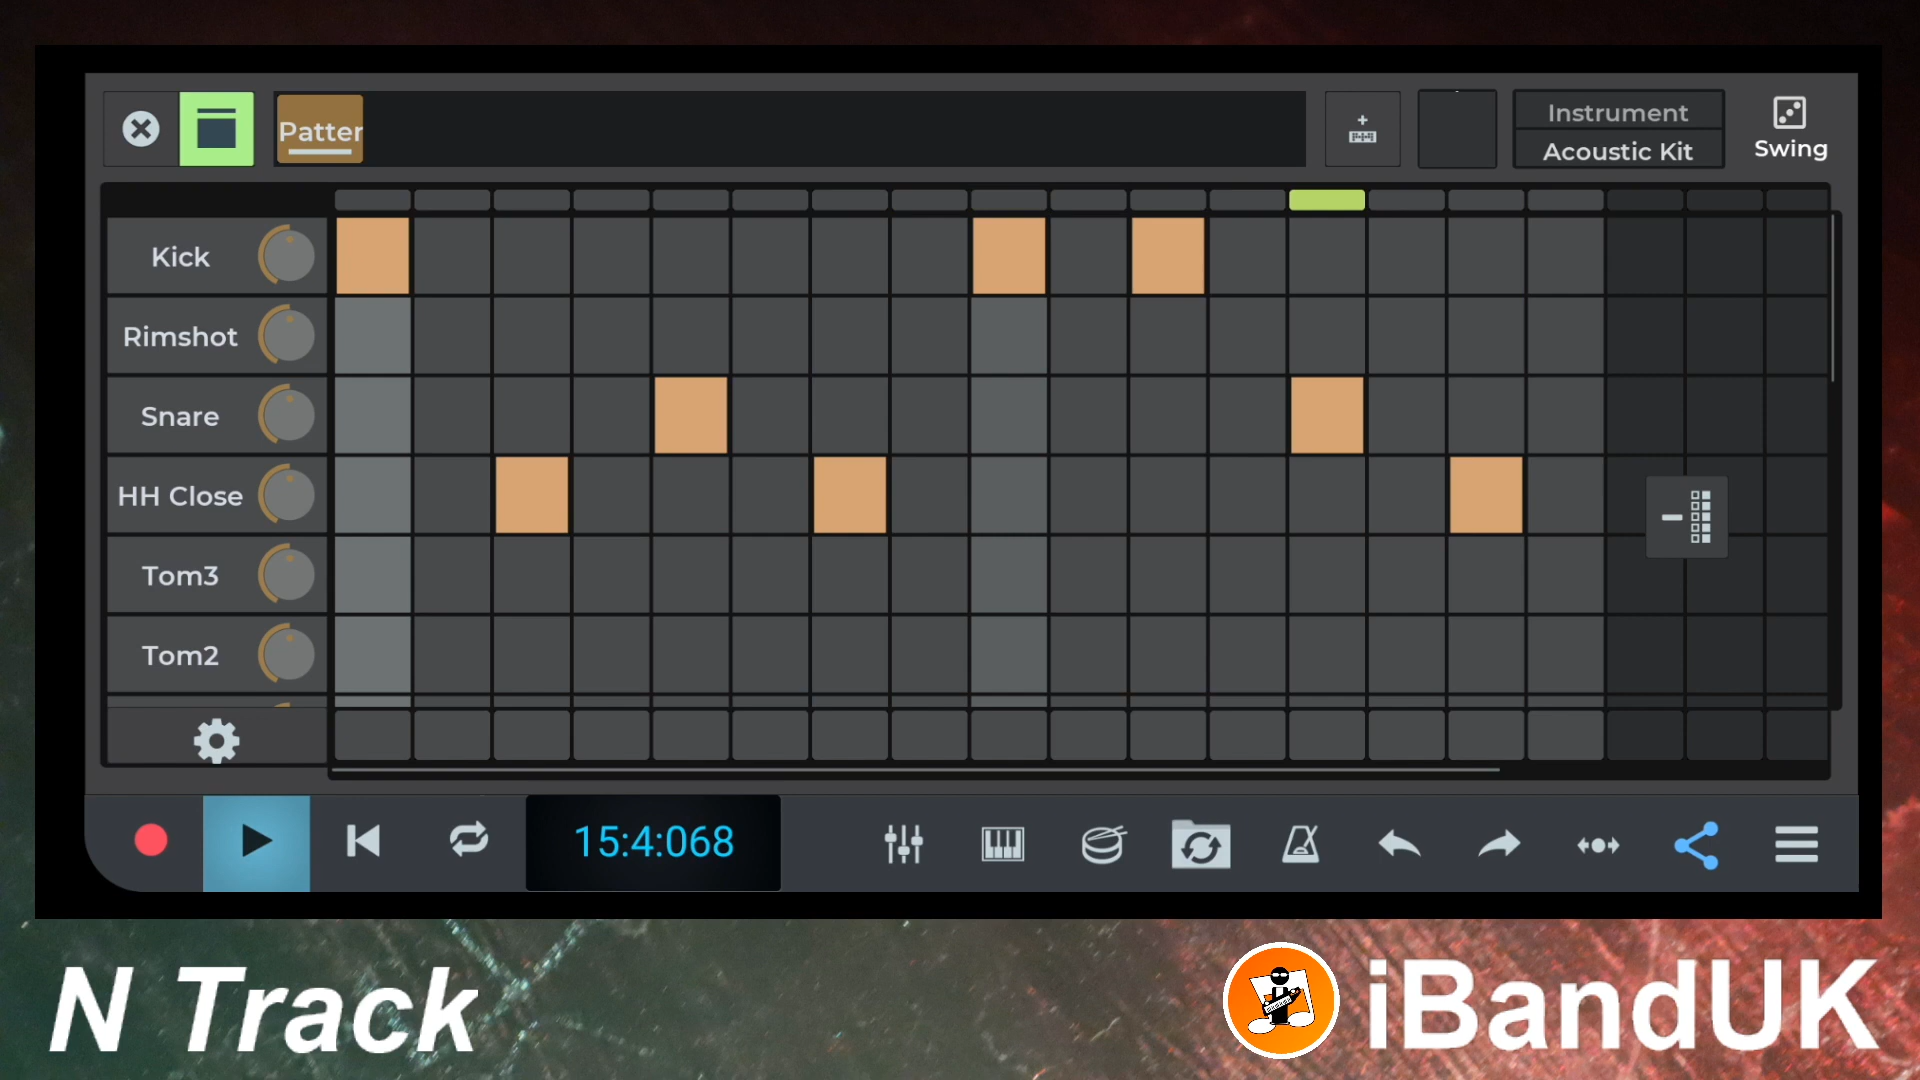 Patter
Instrument
Acoustic Kit
Swing
Kick
Rimshot
Snare
HH Close
Tom3
Tom2
15:4:068
N Track
iBandUK